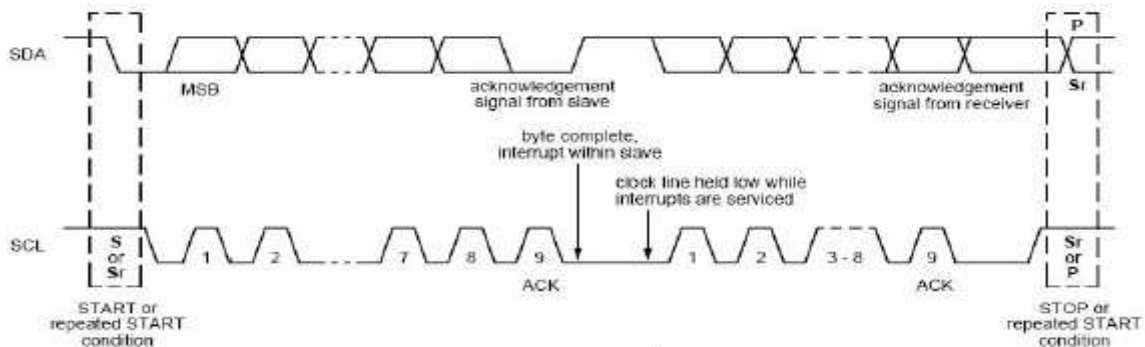 P
SDA
MSB
acknowledgement
signal from slave
acknowledgement
signal from receiver
Sr
byte complete,
interrupt within slave
clock line held low while
interrupts are serviced
SCL
S
or
Sr
1
2
7
8
9
1
2
3 - 8
9
Sr
or
P
ACK
ACK
START or
repeated START
condition
STOP or
repeated START
condition